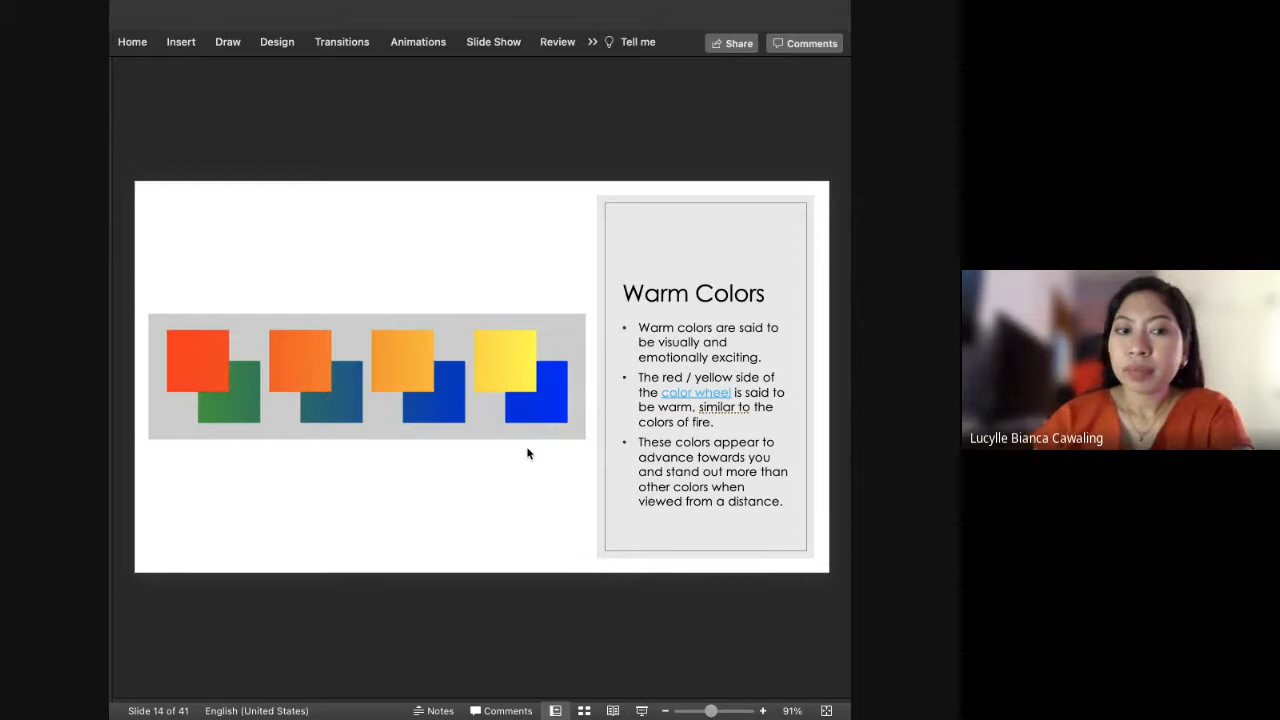 Home Insert Draw Design Transitions Animations Slide Show Review Tell me Share Comments
Warm Colors
• Warm colors are said to
be visually and
emotionally exciting.
• The red / yellow side of
the color wheel is said to
be warm, similar to the
colors of fire.
• These colors appear to
advance towards you
and stand out more than
other colors when
viewed from a distance.
Lucylle Bianca Cawaling
Slide 14 of 41 English (United States) Notes Comments 91%